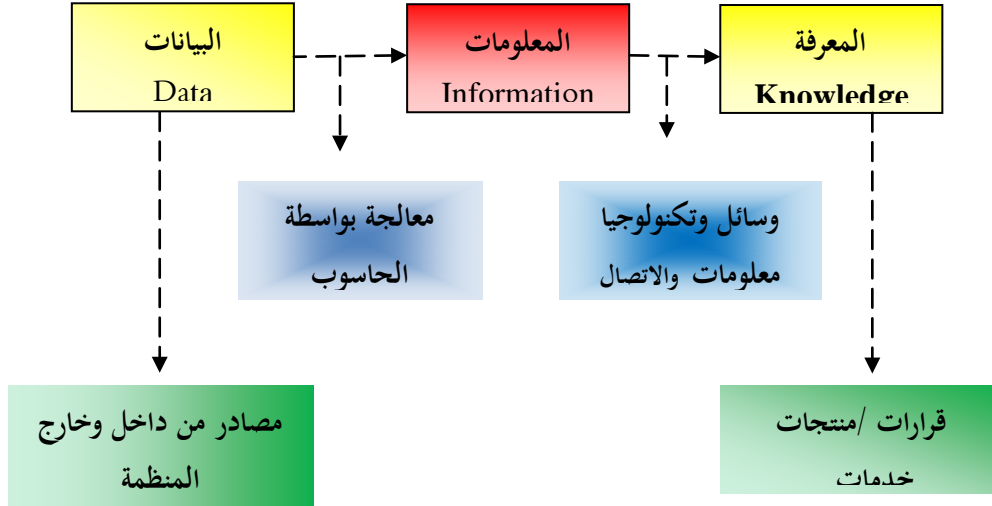 البيانات
Data
المعلومات
Information
المعرفة
Knowledge
معالجة بواسطة
الحاسوب
وسائل وتكنولوجيا
معلومات والاتصال
مصادر من داخل وخارج
المنظمة
قرارات /منتجات
خدمات